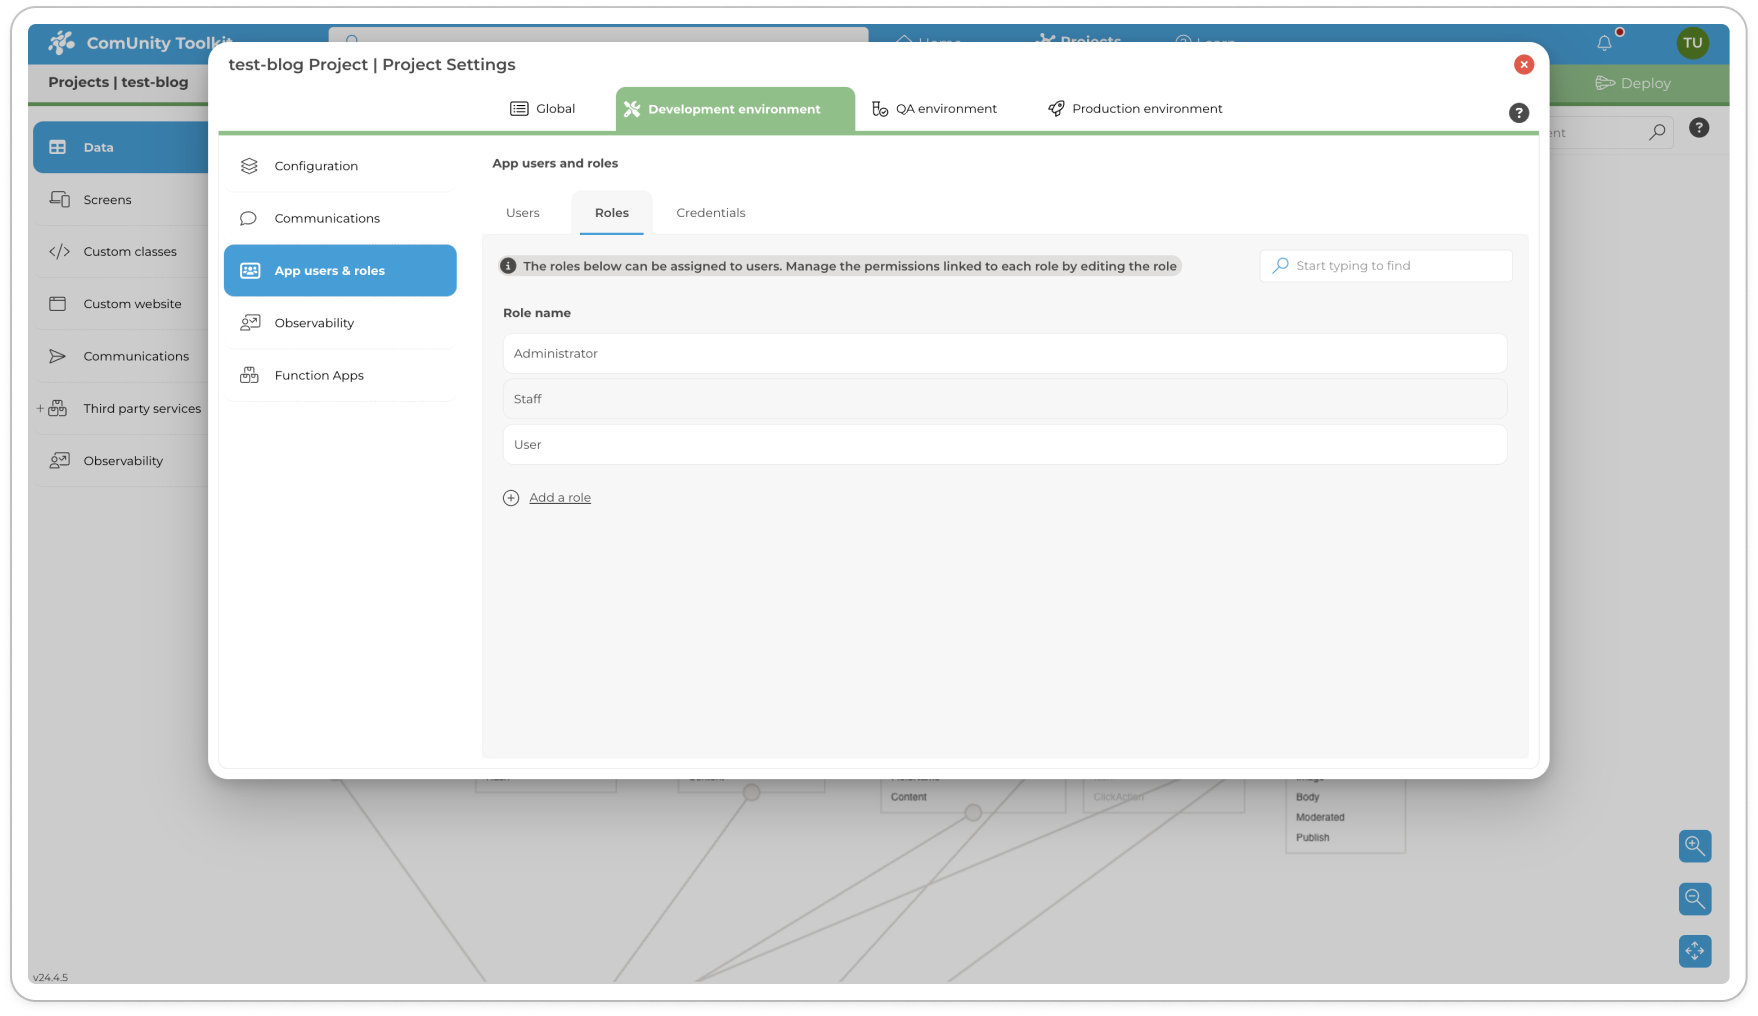 ComUnity Toolkit
Home
Projects
Learn
TU
Projects | test-blog
Deploy
test-blog Project | Project Settings
Global
Development environment
QA environment
Production environment
?
?
Data
Screens
Custom classes
Custom website
Communications
+ Third party services
Observability
Configuration
Communications
App users & roles
Observability
Function Apps
App users and roles
Users
Roles
Credentials
The roles below can be assigned to users. Manage the permissions linked to each role by editing the role
Start typing to find
Role name
Administrator
Staff
User
Add a role
Content
ClickAction
Image
Body
Moderated
Publish
v24.4.5